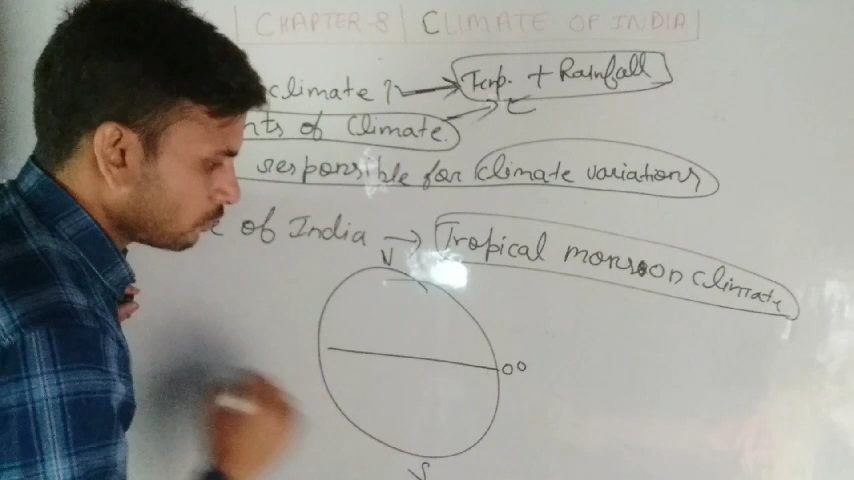 CHAPTER-8 CLIMATE OF INDIA
climate ? → Temp. + Rainfall
nts of Climate.
responsible for climate variations
of India → Tropical monsoon climate
N
0°
S